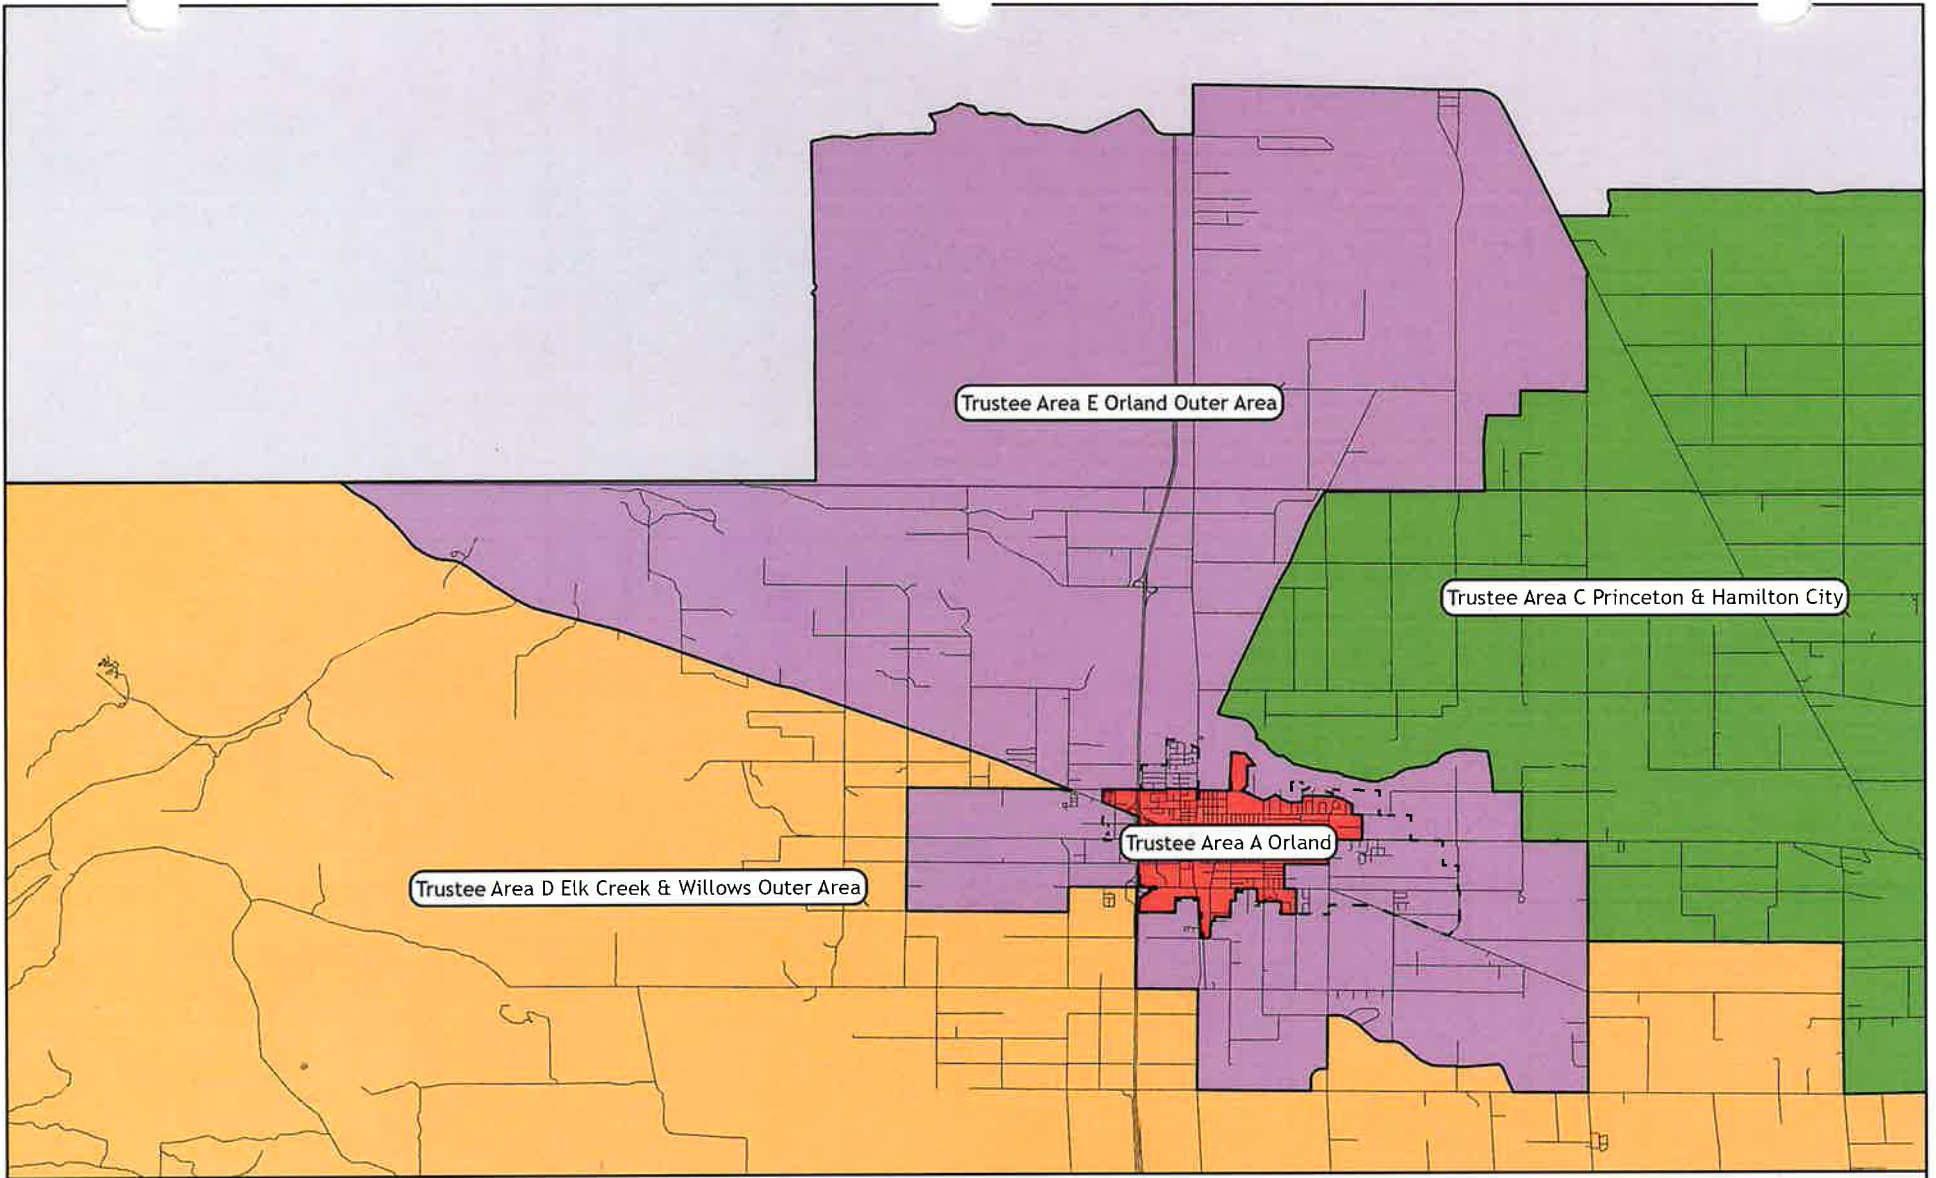 Trustee Area E Orland Outer Area
Trustee Area C Princeton & Hamilton City
Trustee Area A Orland
Trustee Area D Elk Creek & Willows Outer Area